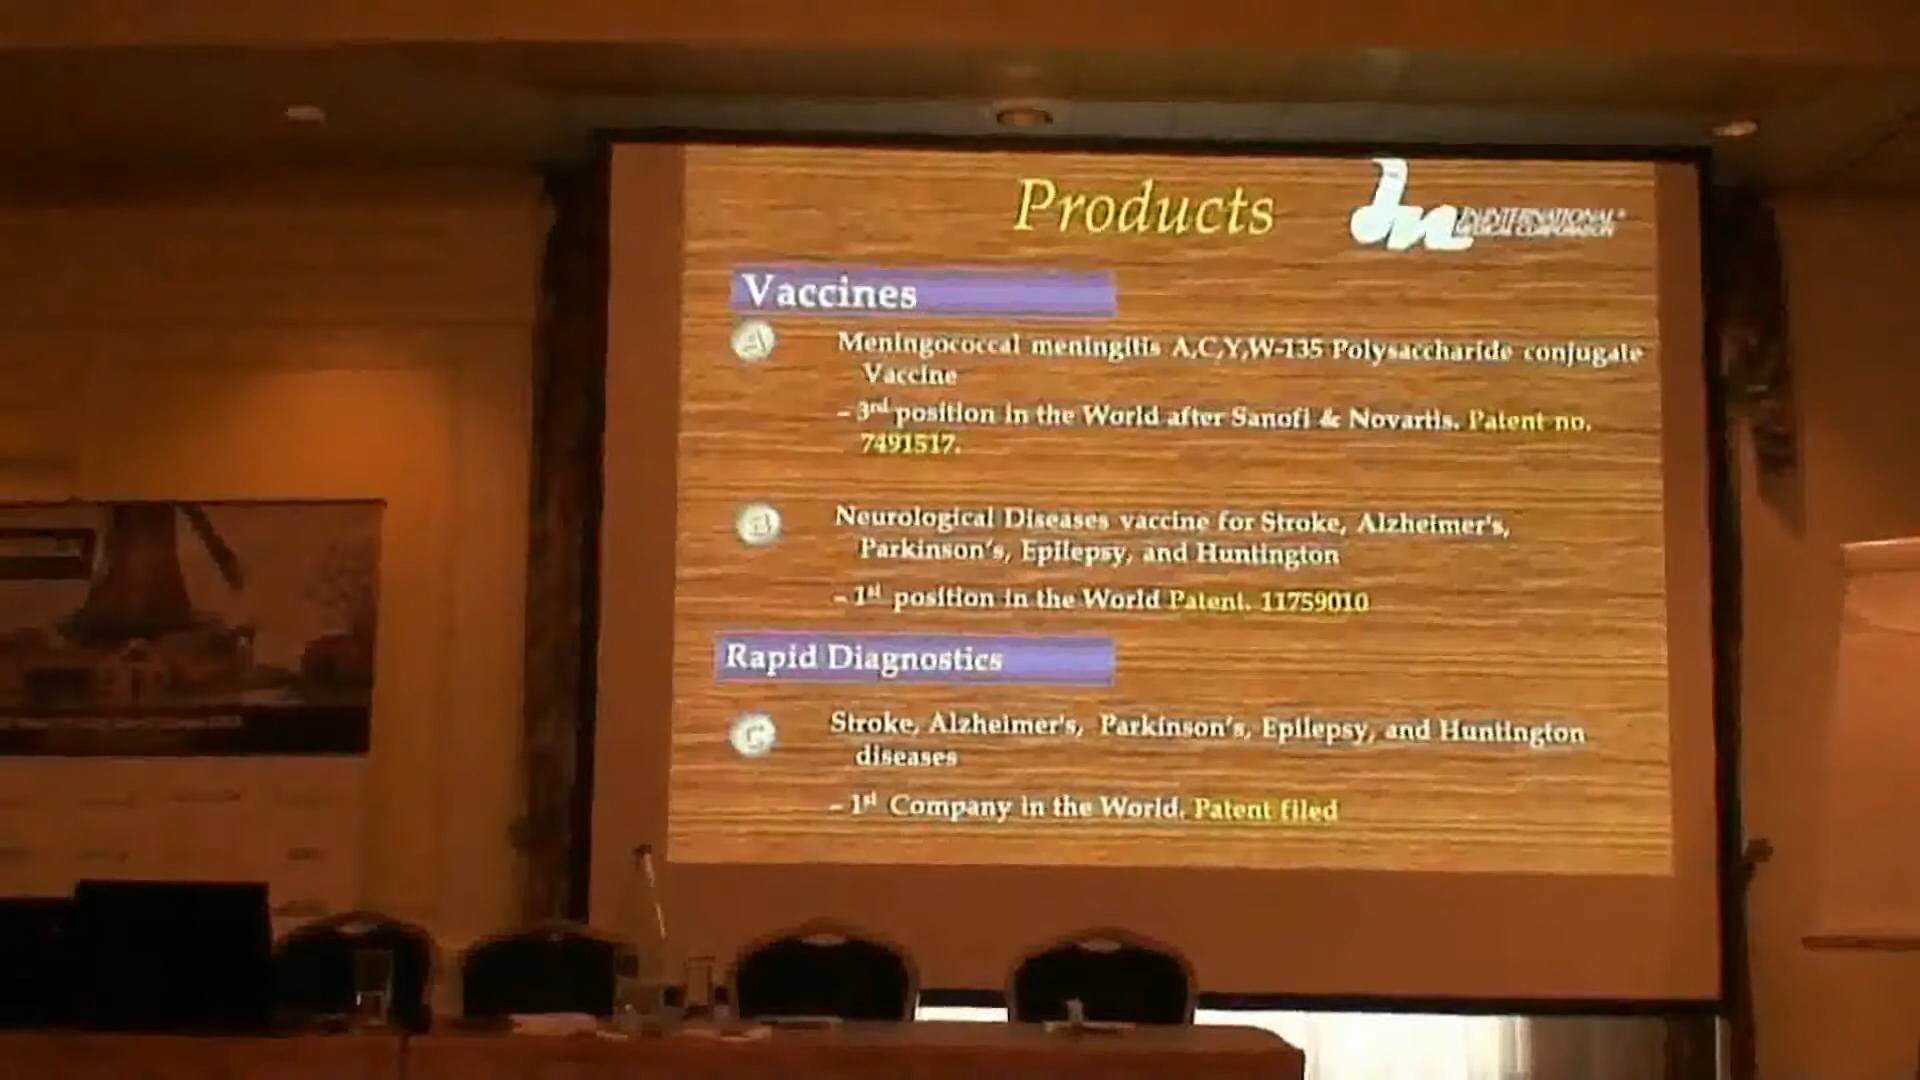 Products
JN-INTERNATIONAL®
MEDICAL CORPORATION
Vaccines
A
Meningococcal meningitis A,C,Y,W-135 Polysaccharide conjugate
Vaccine
– 3rd position in the World after Sanofi & Novartis. Patent no.
7491517.
B
Neurological Diseases vaccine for Stroke, Alzheimer's,
Parkinson's, Epilepsy, and Huntington
– 1st position in the World Patent. 11759010
Rapid Diagnostics
C
Stroke, Alzheimer's, Parkinson's, Epilepsy, and Huntington
diseases
– 1st Company in the World. Patent filed